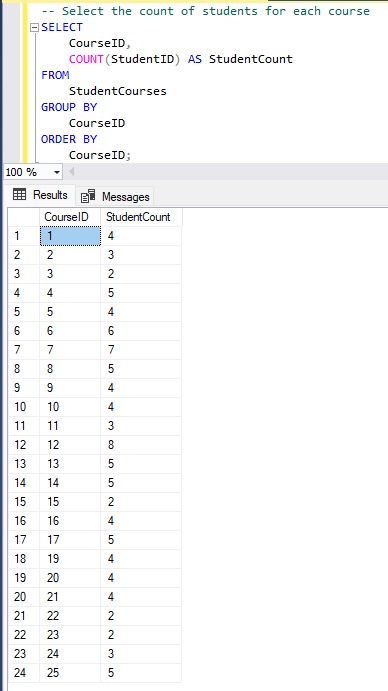 -- Select the count of students for each course
SELECT
CourseID,
COUNT(StudentID) AS StudentCount
FROM
StudentCourses
GROUP BY
CourseID
ORDER BY
CourseID;
100 %
Results Messages
CourseID StudentCount
1 1 4
2 2 3
3 3 2
4 4 5
5 5 4
6 6 6
7 7 7
8 8 5
9 9 4
10 10 4
11 11 3
12 12 8
13 13 5
14 14 5
15 15 2
16 16 4
17 17 5
18 19 4
19 20 4
20 21 4
21 22 2
22 23 2
23 24 3
24 25 5